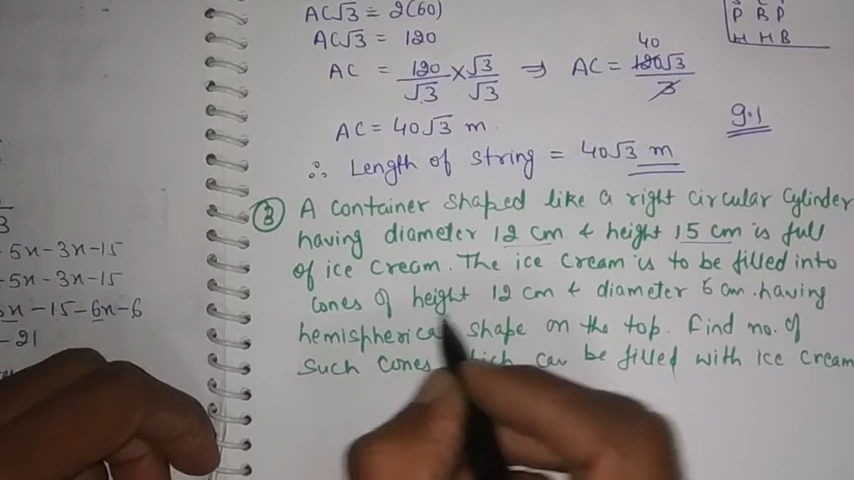 AC√3 = 2(60)
AC√3 = 120
AC = 120/√3 × √3/√3 ⇒ AC = 120√3/3
40
AC = 40√3 m
∴ Length of string = 40√3 m
P B P
H H B
9.1
3
5x-3x-15
5x-3x-15
-15-6x-6
-21
③ A container shaped like a right circular cylinder
having diameter 12 cm & height 15 cm is full
of ice cream. The ice cream is to be filled into
cones of height 12 cm & diameter 6 cm. having
hemispherical shape on the top. Find no. of
such cones which can be filled with ice cream